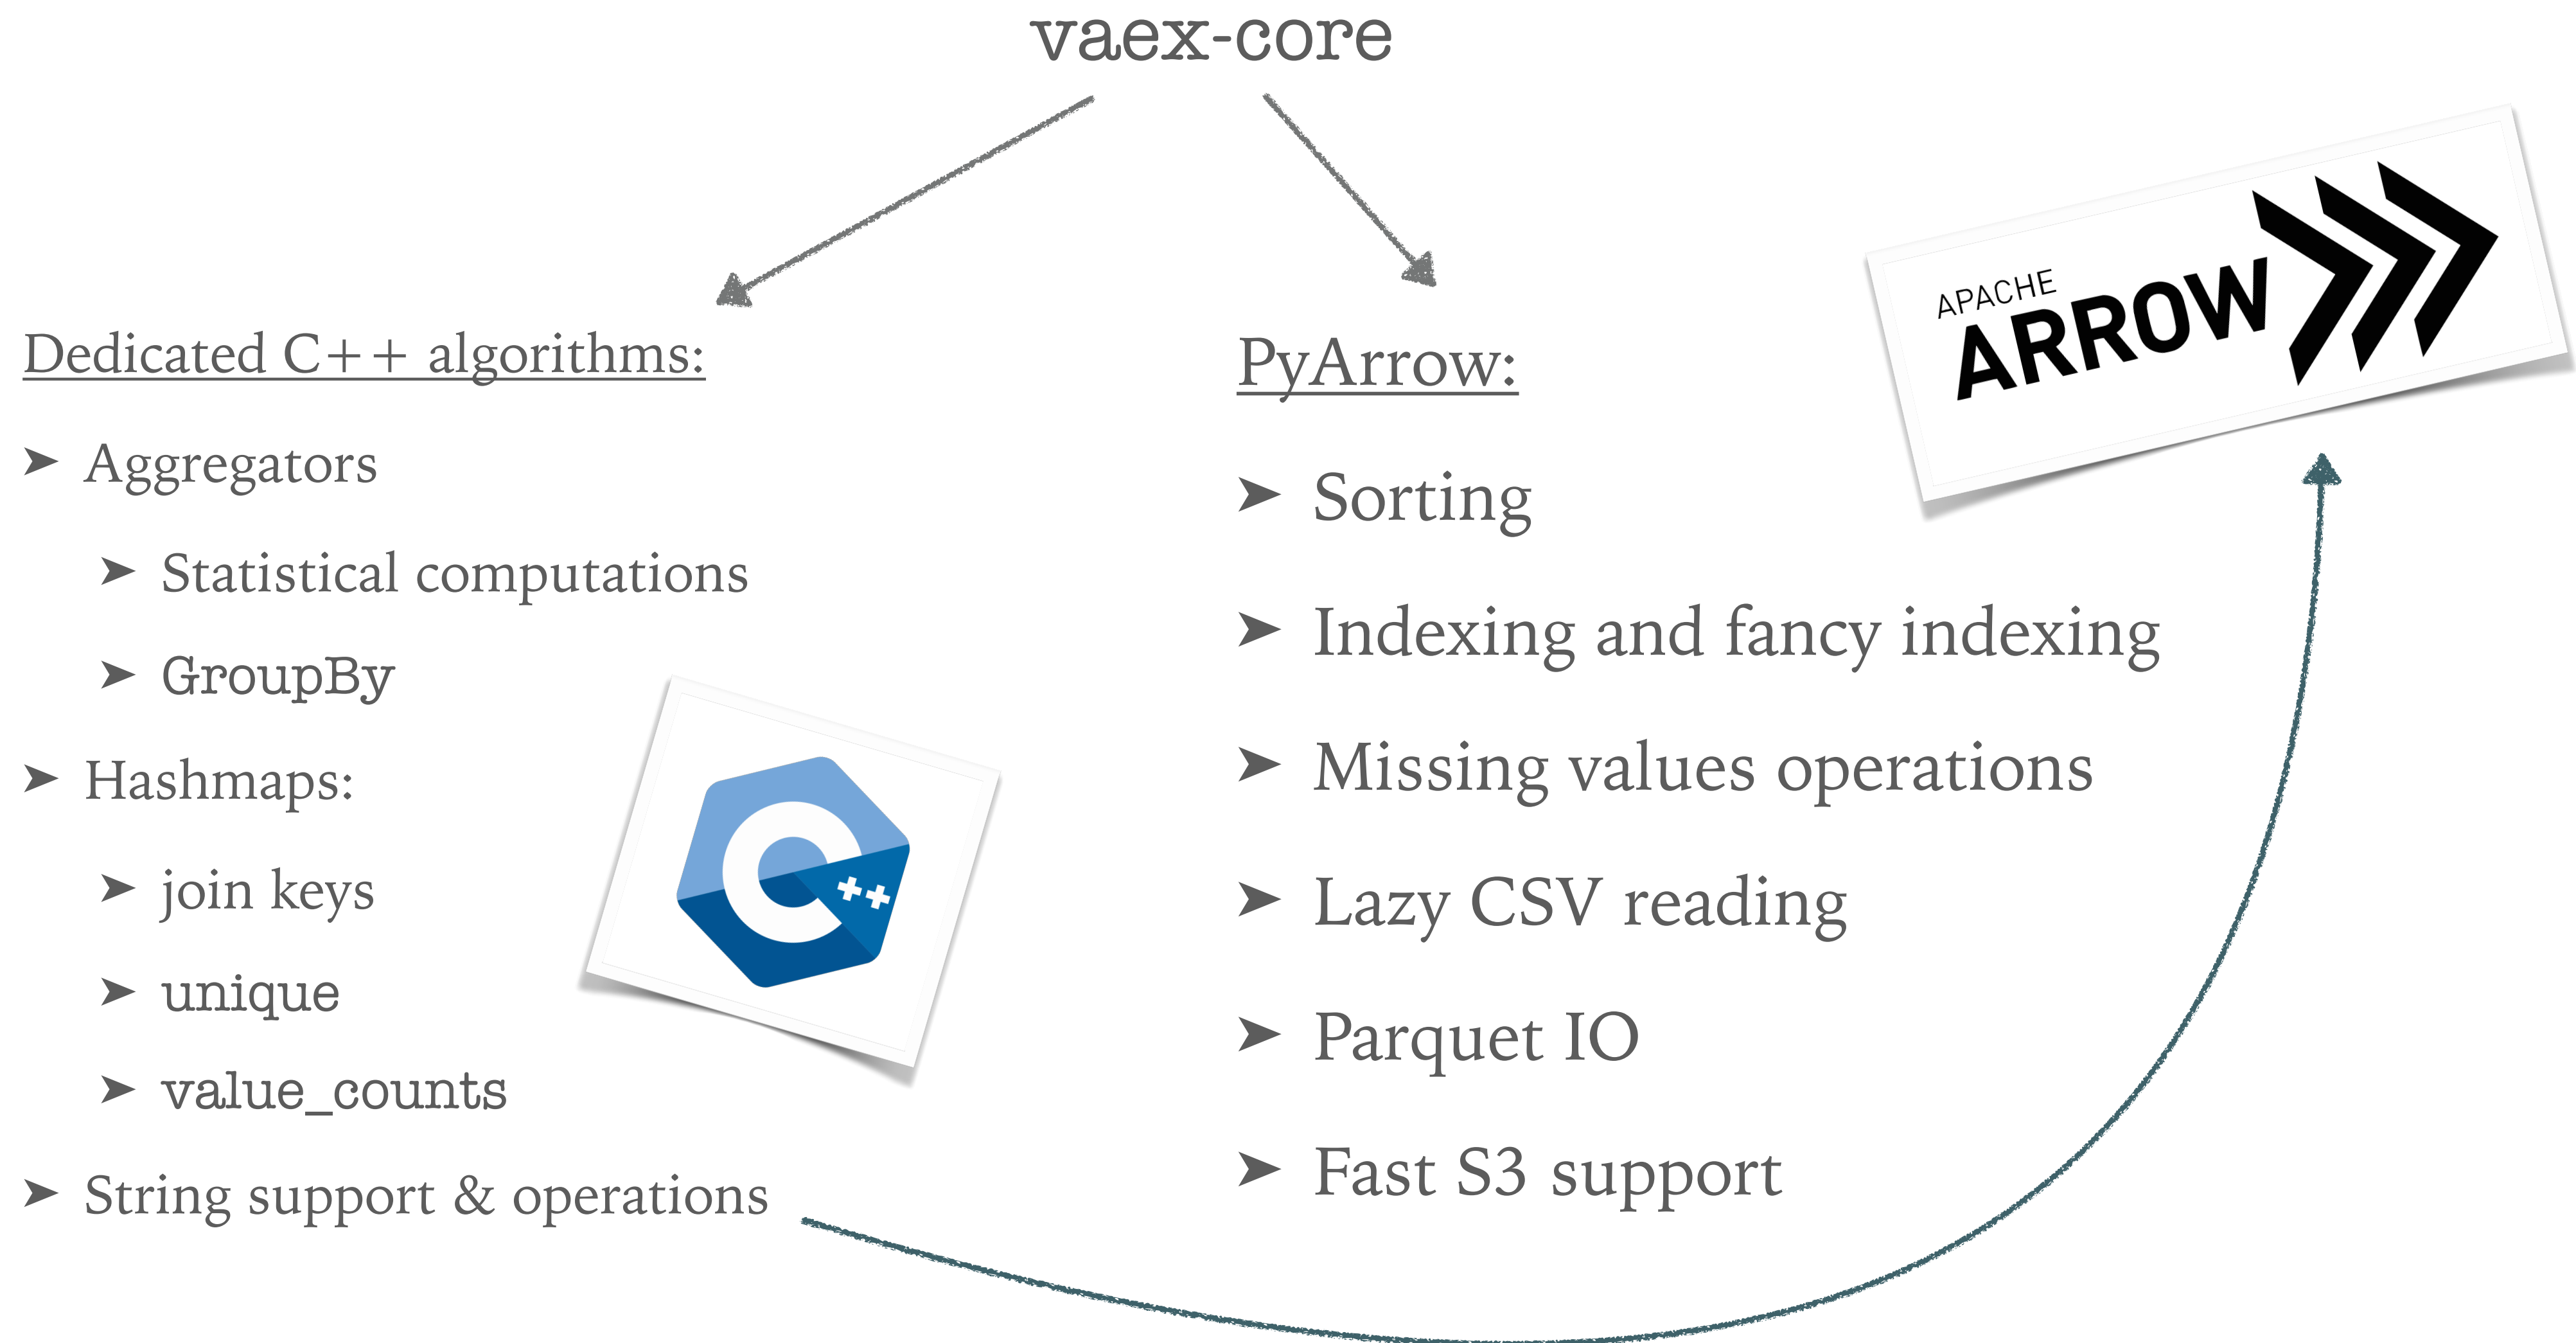 vaex-core
Dedicated C++ algorithms:
➤ Aggregators
➤ Statistical computations
➤ GroupBy
➤ Hashmaps:
➤ join keys
➤ unique
➤ value_counts
➤ String support & operations
C++
PyArrow:
➤ Sorting
➤ Indexing and fancy indexing
➤ Missing values operations
➤ Lazy CSV reading
➤ Parquet IO
➤ Fast S3 support
APACHE
ARROW